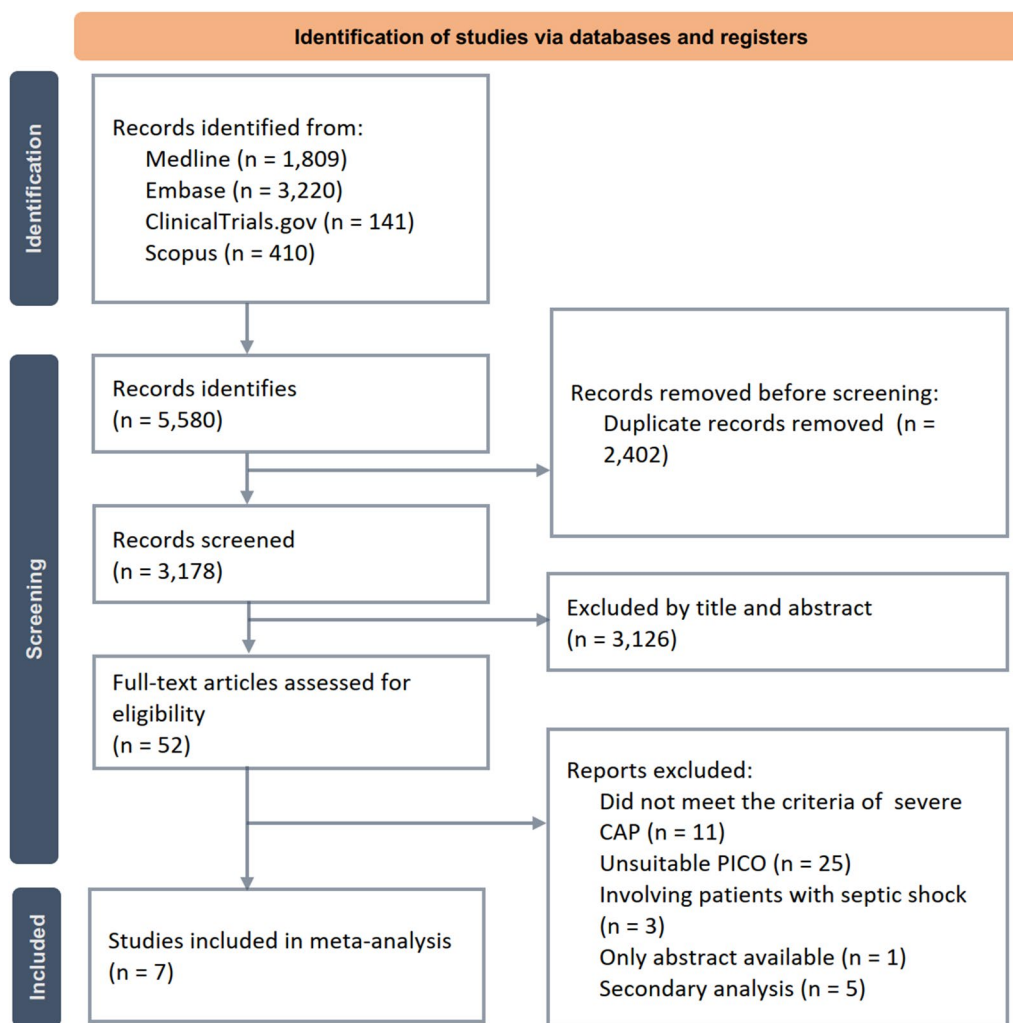 Identification of studies via databases and registers
Identification
Records identified from:
Medline (n = 1,809)
Embase (n = 3,220)
ClinicalTrials.gov (n = 141)
Scopus (n = 410)
Screening
Records identifies
(n = 5,580)
Records removed before screening:
Duplicate records removed (n =
2,402)
Records screened
(n = 3,178)
Excluded by title and abstract
(n = 3,126)
Full-text articles assessed for
eligibility
(n = 52)
Reports excluded:
Did not meet the criteria of severe
CAP (n = 11)
Unsuitable PICO (n = 25)
Involving patients with septic shock
(n = 3)
Only abstract available (n = 1)
Secondary analysis (n = 5)
Included
Studies included in meta-analysis
(n = 7)